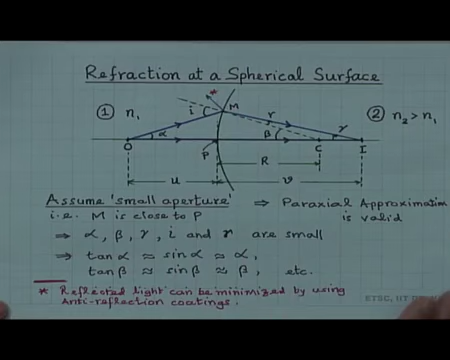 Refraction at a Spherical Surface
① n₁
* i M r ② n₂ > n₁
O α P β C γ I
R
u v
Assume 'small aperture' ⇒ Paraxial Approximation
i.e. M is close to P is valid
⇒ α, β, γ, i and r are small
⇒ tan α ≈ sin α ≈ α,
tan β ≈ sin β ≈ β, etc.
* Reflected light can be minimized by using
Anti-reflection coatings.
ETSC, IIT